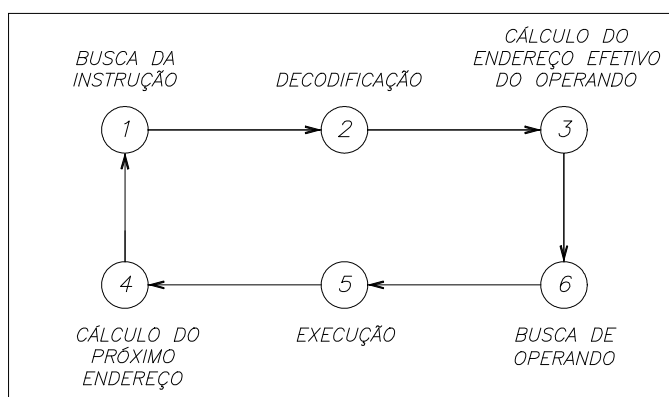 BUSCA DA
INSTRUÇÃO
DECODIFICAÇÃO
CÁLCULO DO
ENDEREÇO EFETIVO
DO OPERANDO
1
2
3
4
5
6
CÁLCULO DO
PRÓXIMO
ENDEREÇO
EXECUÇÃO
BUSCA DE
OPERANDO